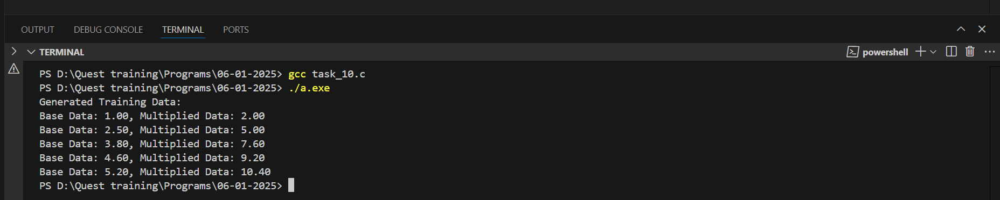 OUTPUT DEBUG CONSOLE TERMINAL PORTS
TERMINAL powershell
PS D:\Quest training\Programs\06-01-2025> gcc task_10.c
PS D:\Quest training\Programs\06-01-2025> ./a.exe
Generated Training Data:
Base Data: 1.00, Multiplied Data: 2.00
Base Data: 2.50, Multiplied Data: 5.00
Base Data: 3.80, Multiplied Data: 7.60
Base Data: 4.60, Multiplied Data: 9.20
Base Data: 5.20, Multiplied Data: 10.40
PS D:\Quest training\Programs\06-01-2025>